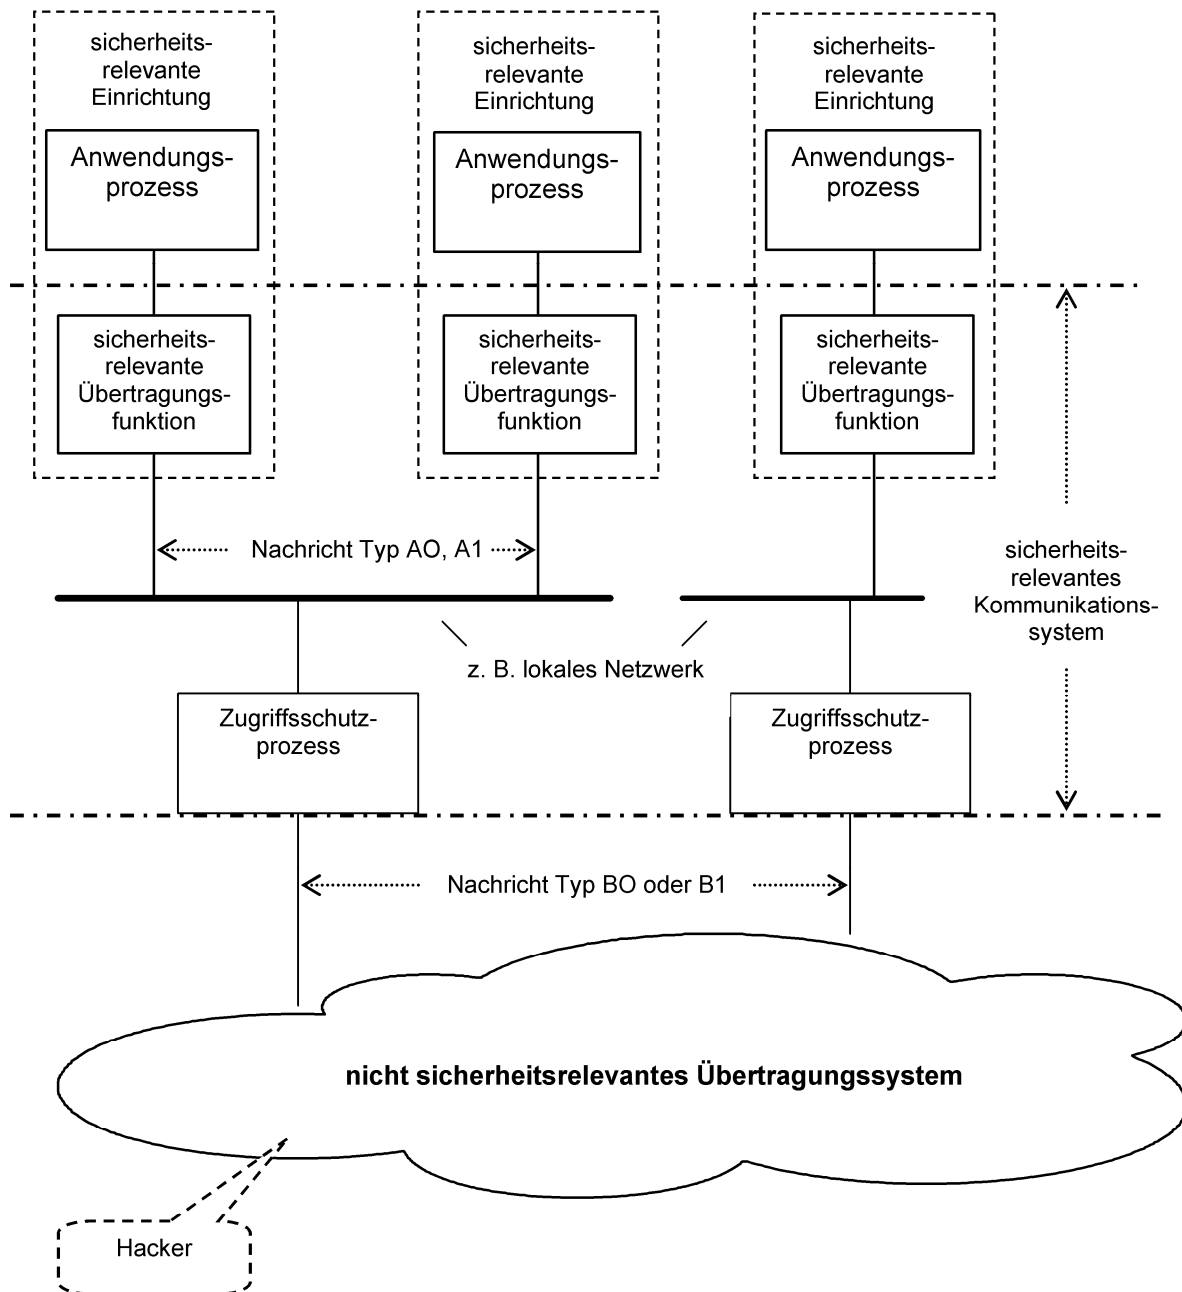 sicherheits-
relevante
Einrichtung
Anwendungs-
prozess
sicherheits-
relevante
Übertragungs-
funktion
sicherheits-
relevante
Einrichtung
Anwendungs-
prozess
sicherheits-
relevante
Übertragungs-
funktion
sicherheits-
relevante
Einrichtung
Anwendungs-
prozess
sicherheits-
relevante
Übertragungs-
funktion
Nachricht Typ AO, A1
sicherheits-
relevantes
Kommunikations-
system
z. B. lokales Netzwerk
Zugriffsschutz-
prozess
Zugriffsschutz-
prozess
Nachricht Typ BO oder B1
nicht sicherheitsrelevantes Übertragungssystem
Hacker